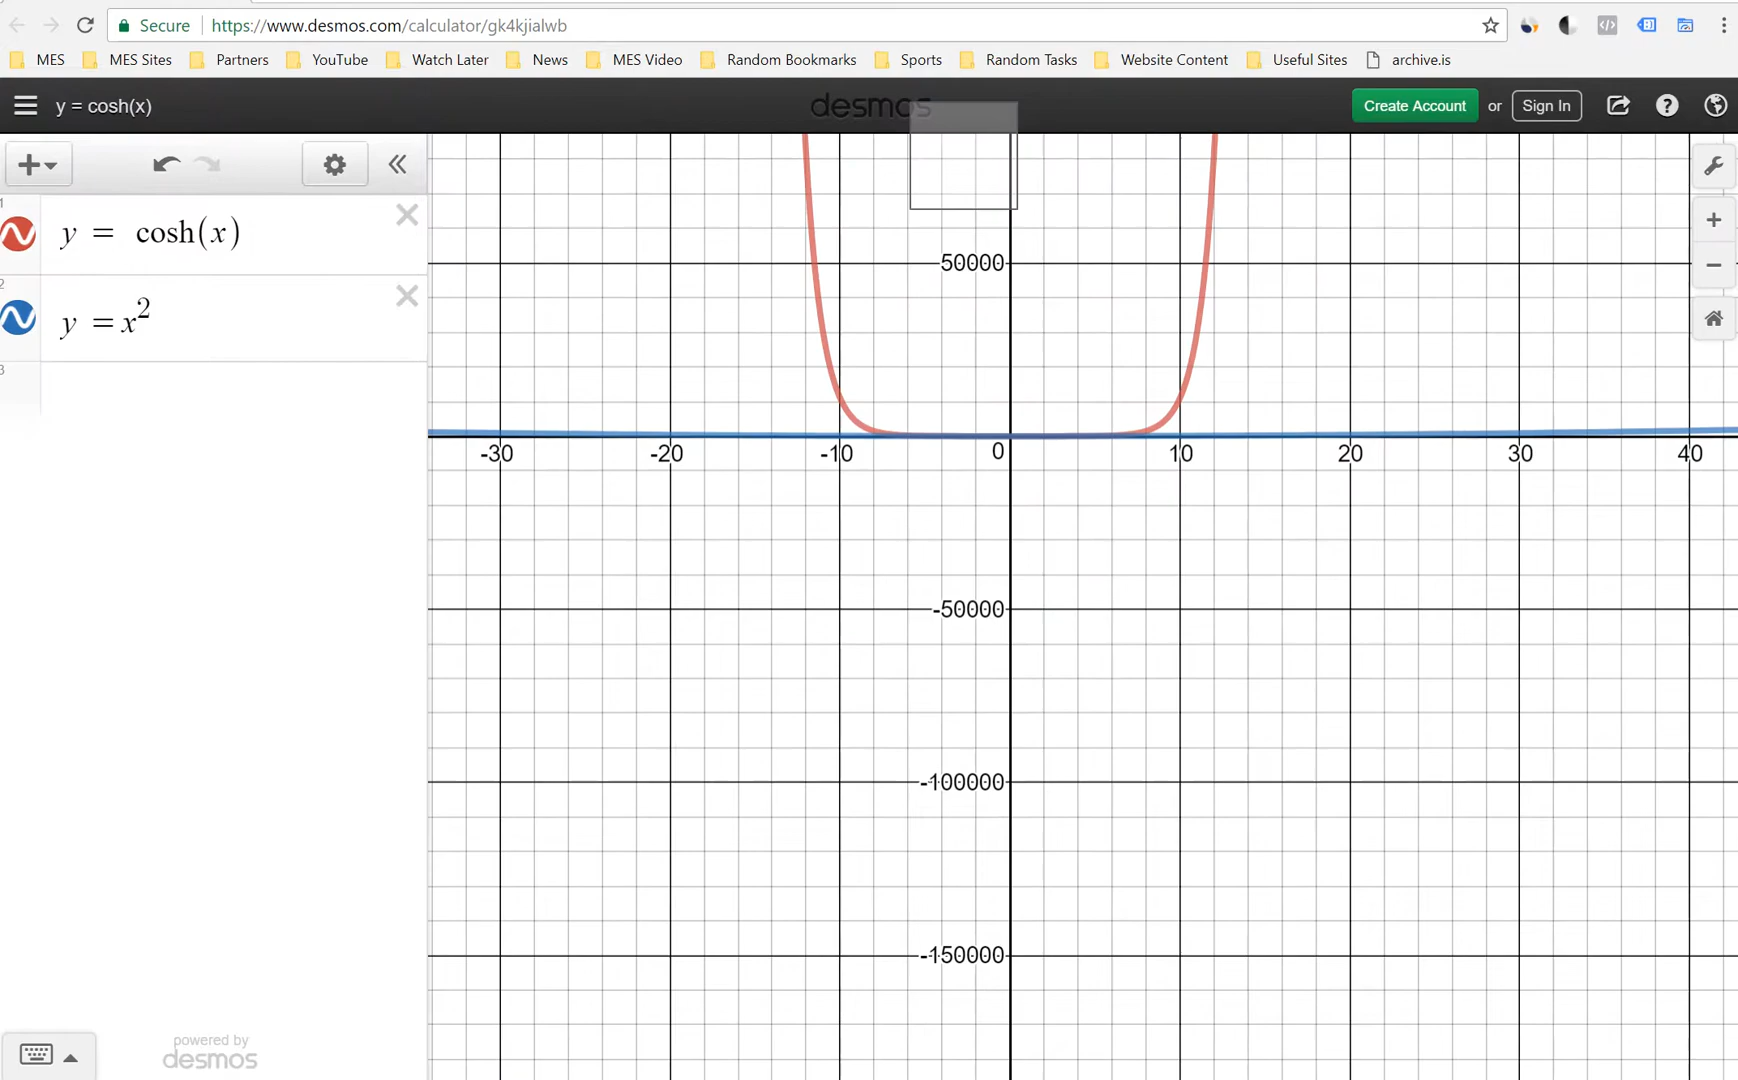 Secure https://www.desmos.com/calculator/gk4kjialwb
MES MES Sites Partners YouTube Watch Later News MES Video Random Bookmarks Sports Random Tasks Website Content Useful Sites archive.is
y = cosh(x) desmos Create Account or Sign In
1
y = cosh(x)
2
y = x²
3
50000
-30 -20 -10 0 10 20 30 40
-50000
-100000
-150000
powered by
desmos